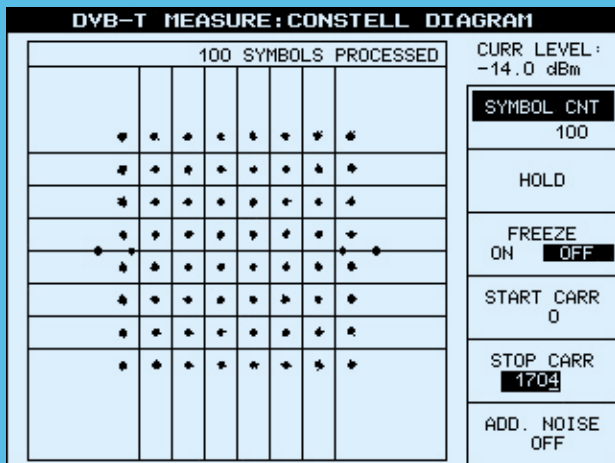 DVB-T MEASURE:CONSTELL DIAGRAM
100 SYMBOLS PROCESSED
CURR LEVEL:
-14.0 dBm
SYMBOL CNT
100
HOLD
FREEZE
ON OFF
START CARR
0
STOP CARR
1704
ADD. NOISE
OFF